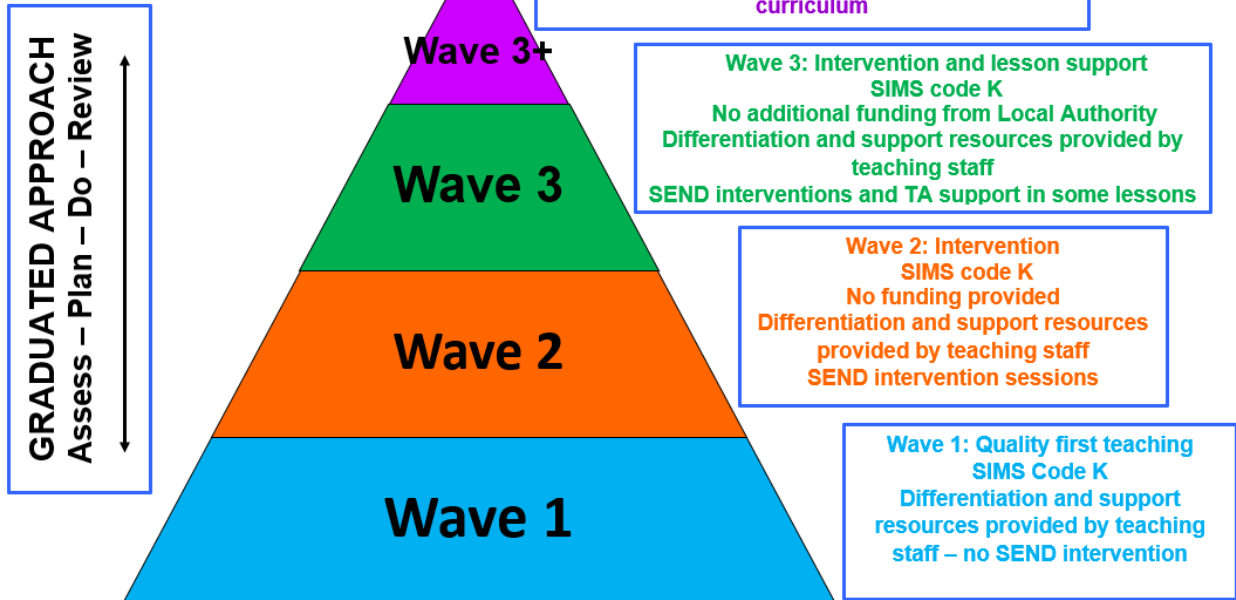 curriculum
GRADUATED APPROACH
Assess – Plan – Do – Review
Wave 3+
Wave 3: Intervention and lesson support
SIMS code K
No additional funding from Local Authority
Differentiation and support resources provided by
teaching staff
SEND interventions and TA support in some lessons
Wave 3
Wave 2: Intervention
SIMS code K
No funding provided
Differentiation and support resources
provided by teaching staff
SEND intervention sessions
Wave 2
Wave 1: Quality first teaching
SIMS Code K
Differentiation and support
resources provided by teaching
staff – no SEND intervention
Wave 1